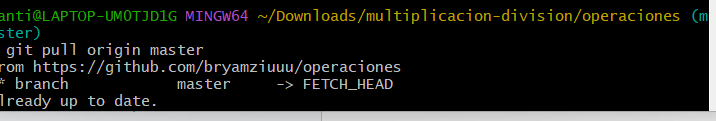 anti@LAPTOP-UM0TJD1G MINGW64 ~/Downloads/multiplicacion-division/operaciones (m
ster)
git pull origin master
rom https://github.com/bryamziuuu/operaciones
* branch            master     -> FETCH_HEAD
lready up to date.